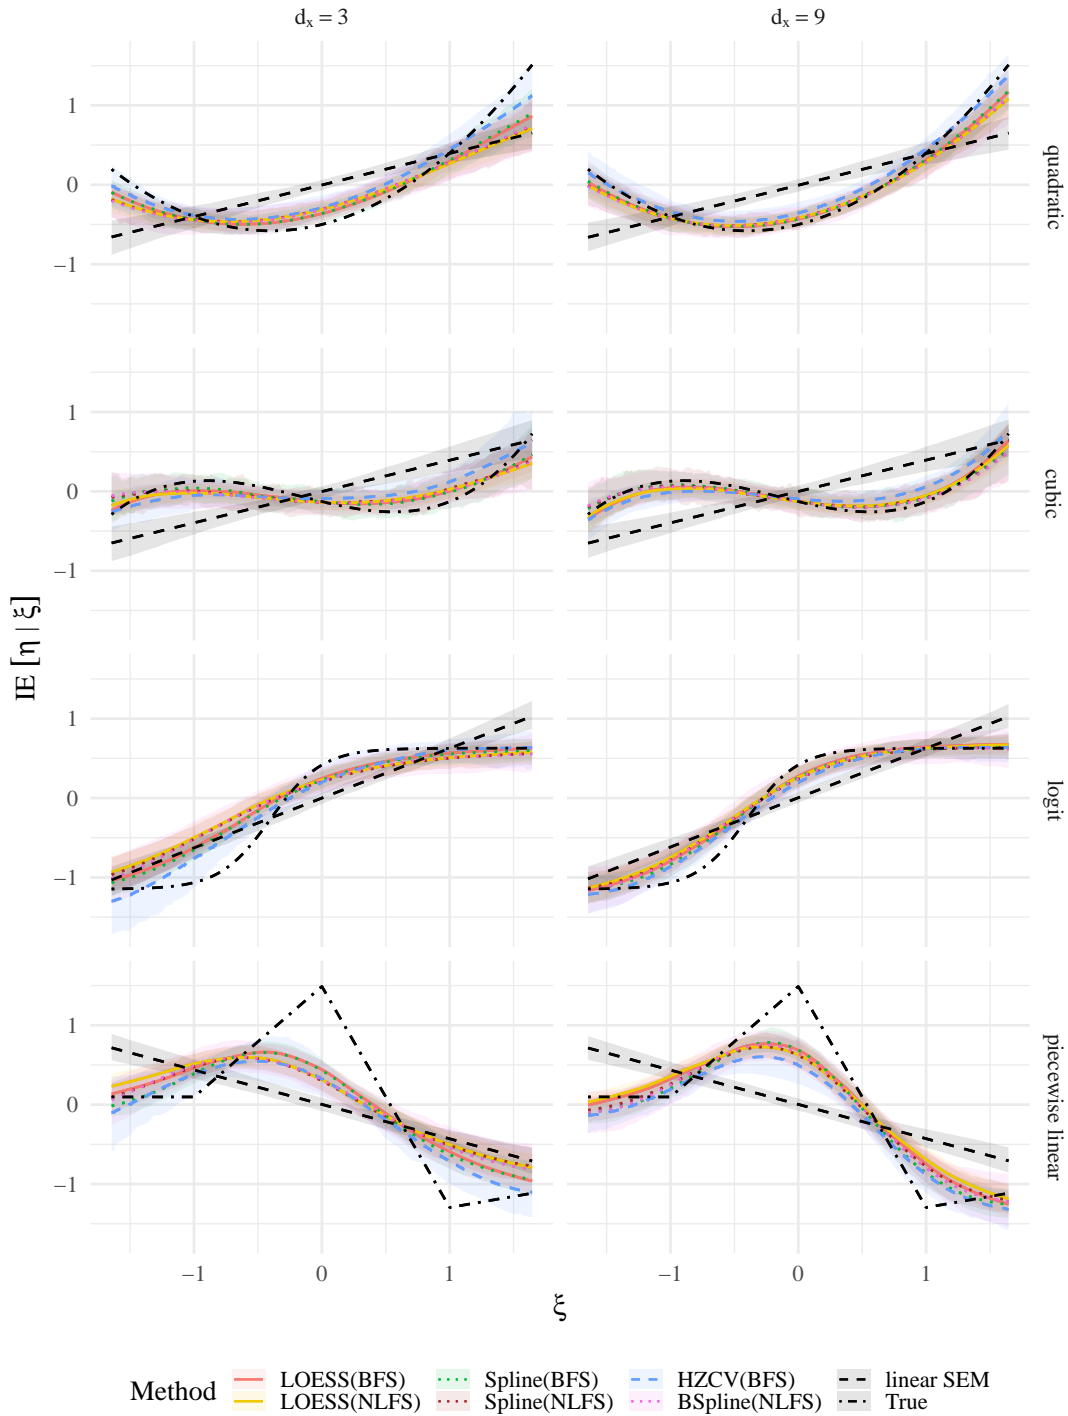 dₓ = 3 dₓ = 9
1
0
−1
quadratic
1
0
−1
cubic
IE [η | ξ]
1
0
−1
logit
1
0
−1
piecewise linear
−1 0 1 −1 0 1
ξ
Method LOESS(BFS) Spline(BFS) HZCV(BFS) linear SEM
LOESS(NLFS) Spline(NLFS) BSpline(NLFS) True